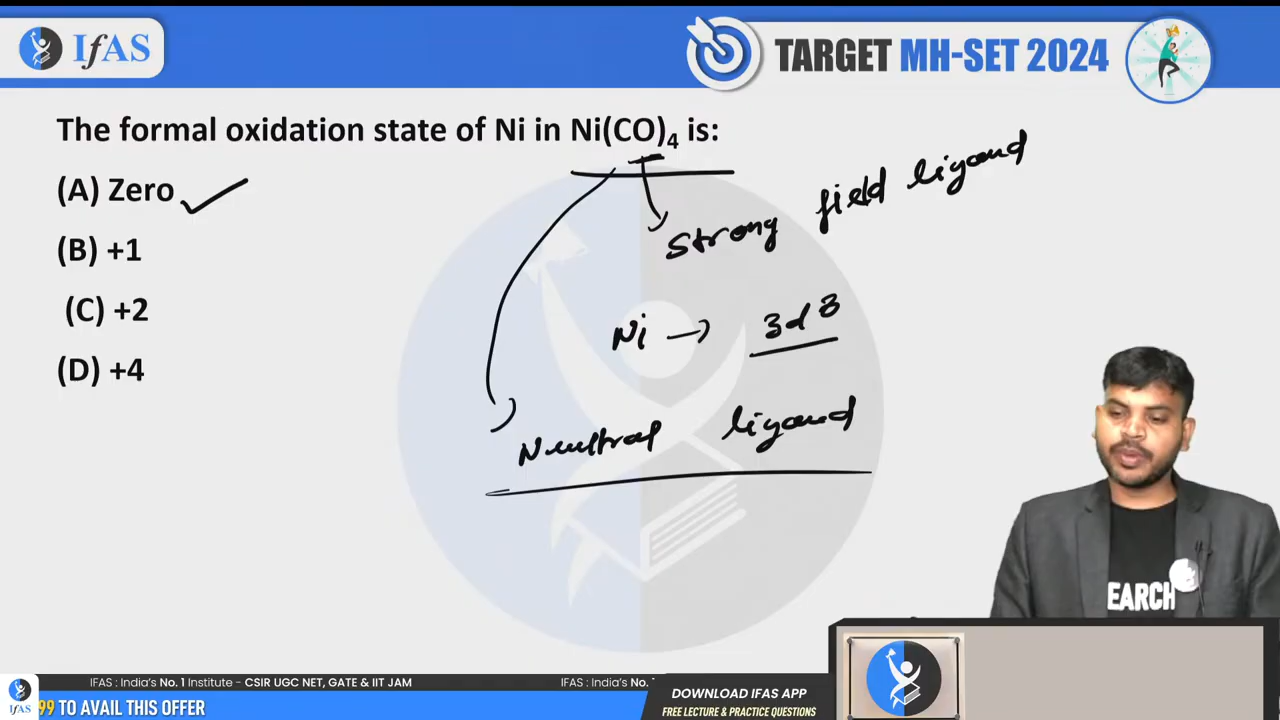 IfAS
TARGET MH-SET 2024
The formal oxidation state of Ni in Ni(CO)₄ is:
(A) Zero
(B) +1
(C) +2
(D) +4
Strong field ligand
Ni → 3d8
Neutral ligand
EARCH
IFAS : India's No. 1 Institute - CSIR UGC NET, GATE & IIT JAM
IFAS : India's No.
IFAS
99 TO AVAIL THIS OFFER
DOWNLOAD IFAS APP
FREE LECTURE & PRACTICE QUESTIONS